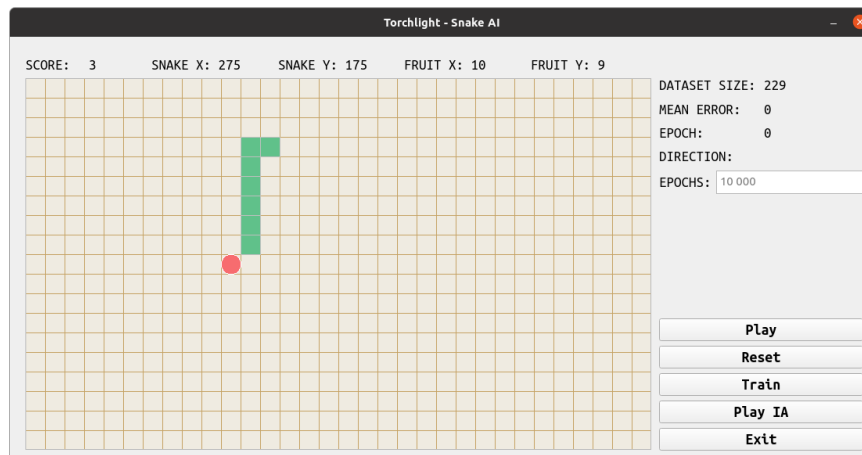 Torchlight - Snake AI
SCORE: 3 SNAKE X: 275 SNAKE Y: 175 FRUIT X: 10 FRUIT Y: 9
DATASET SIZE: 229
MEAN ERROR: 0
EPOCH: 0
DIRECTION:
EPOCHS: 10 000
Play
Reset
Train
Play IA
Exit